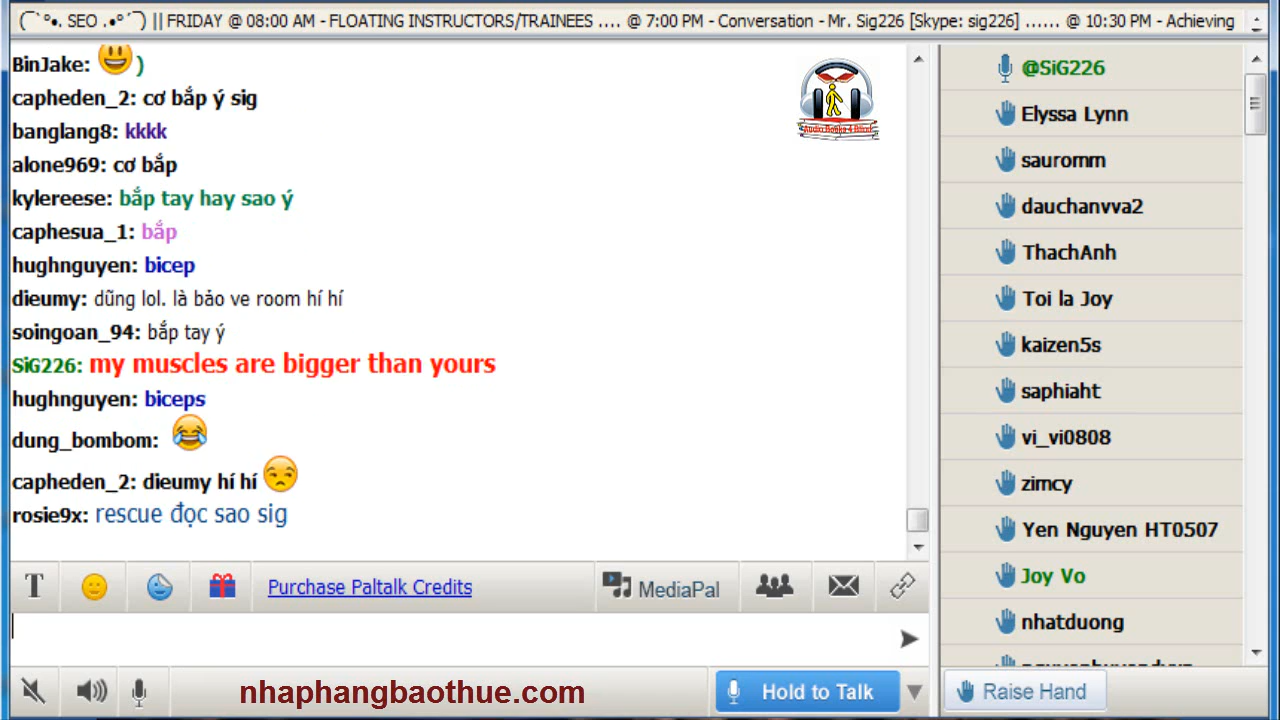 (¯`°•. SEO .•°´¯) || FRIDAY @ 08:00 AM - FLOATING INSTRUCTORS/TRAINEES .... @ 7:00 PM - Conversation - Mr. Sig226 [Skype: sig226] ...... @ 10:30 PM - Achieving
BinJake: )
capheden_2: cơ bắp ý sig
banglang8: kkkk
alone969: cơ bắp
kylereese: bắp tay hay sao ý
caphesua_1: bắp
hughnguyen: bicep
dieumy: dũng lol. là bảo ve room hí hí
soingoan_94: bắp tay ý
SiG226: my muscles are bigger than yours
hughnguyen: biceps
dung_bombom:
capheden_2: dieumy hí hí
rosie9x: rescue đọc sao sig
Audio Books 4 Blind
@SiG226
Elyssa Lynn
sauromm
dauchanvva2
ThachAnh
Toi la Joy
kaizen5s
saphiaht
vi_vi0808
zimcy
Yen Nguyen HT0507
Joy Vo
nhatduong
T
Purchase Paltalk Credits
MediaPal
nhaphangbaothue.com
Hold to Talk
Raise Hand